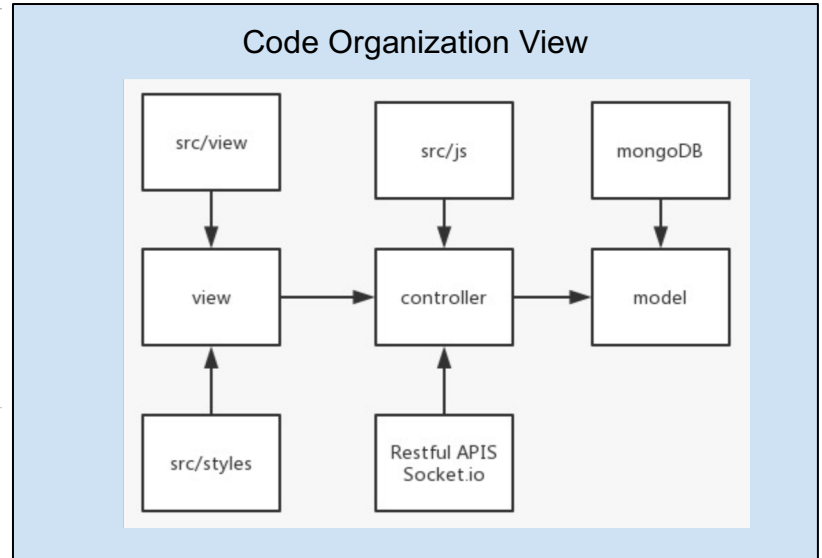 Code Organization View
src/view
src/js
mongoDB
view
controller
model
src/styles
Restful APIS
Socket.io